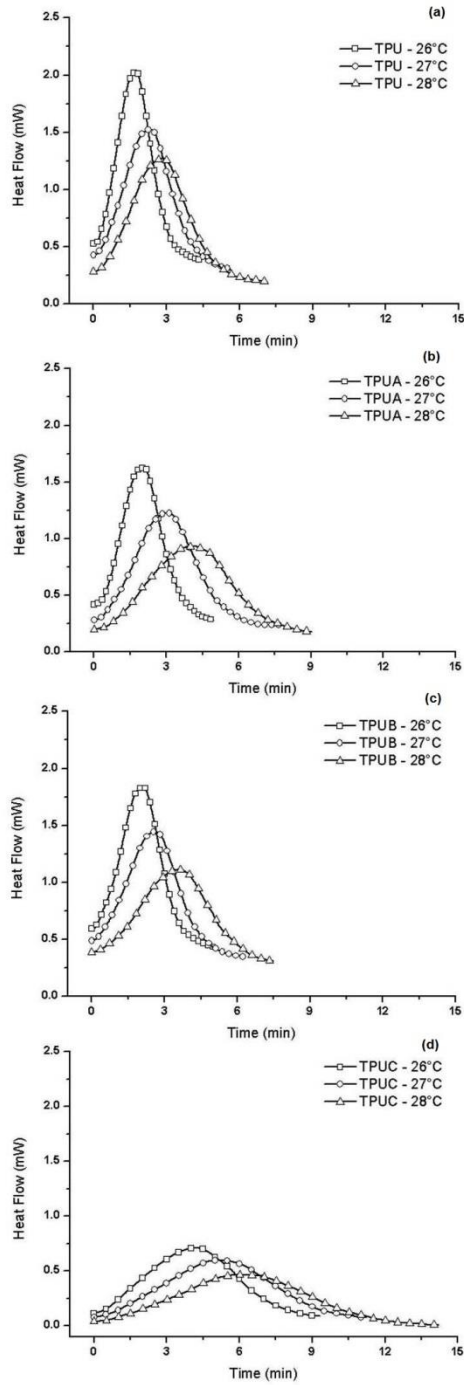 (a)
2.5
TPU - 26°C
TPU - 27°C
2.0
TPU - 28°C
1.5
1.0
0.5
0.0
Heat Flow (mW)
0 3 6 9 12 15
Time (min)
(b)
2.5
TPUA - 26°C
TPUA - 27°C
2.0
TPUA - 28°C
1.5
1.0
0.5
0.0
Heat Flow (mW)
0 3 6 9 12 15
Time (min)
(c)
2.5
TPUB - 26°C
TPUB - 27°C
2.0
TPUB - 28°C
1.5
1.0
0.5
0.0
Heat Flow (mW)
0 3 6 9 12 15
Time (min)
(d)
2.5
TPUC - 26°C
TPUC - 27°C
2.0
TPUC - 28°C
1.5
1.0
0.5
0.0
Heat Flow (mW)
0 3 6 9 12 15
Time (min)